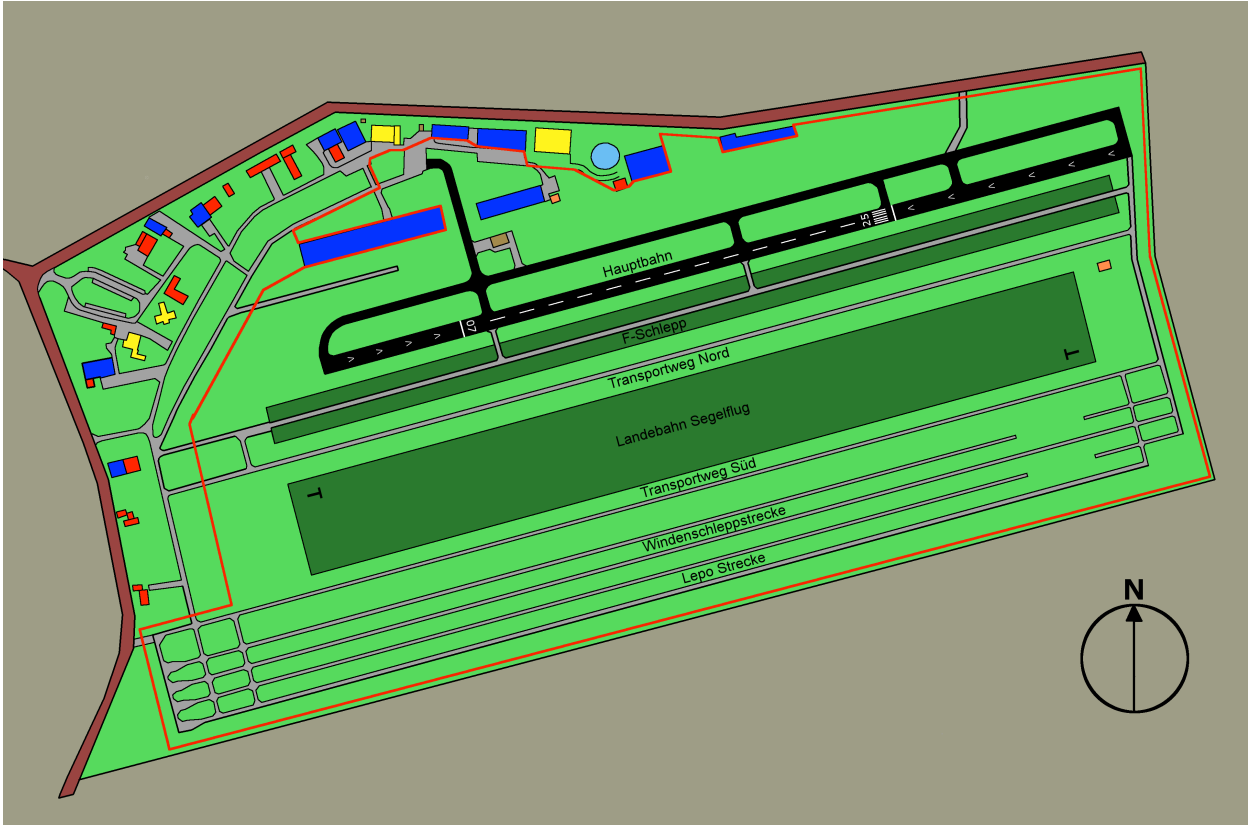 25
Hauptbahn
07
F-Schlepp
Transportweg Nord
T
Landebahn Segelflug
T
Transportweg Süd
Windenschleppstrecke
Lepo Strecke
N